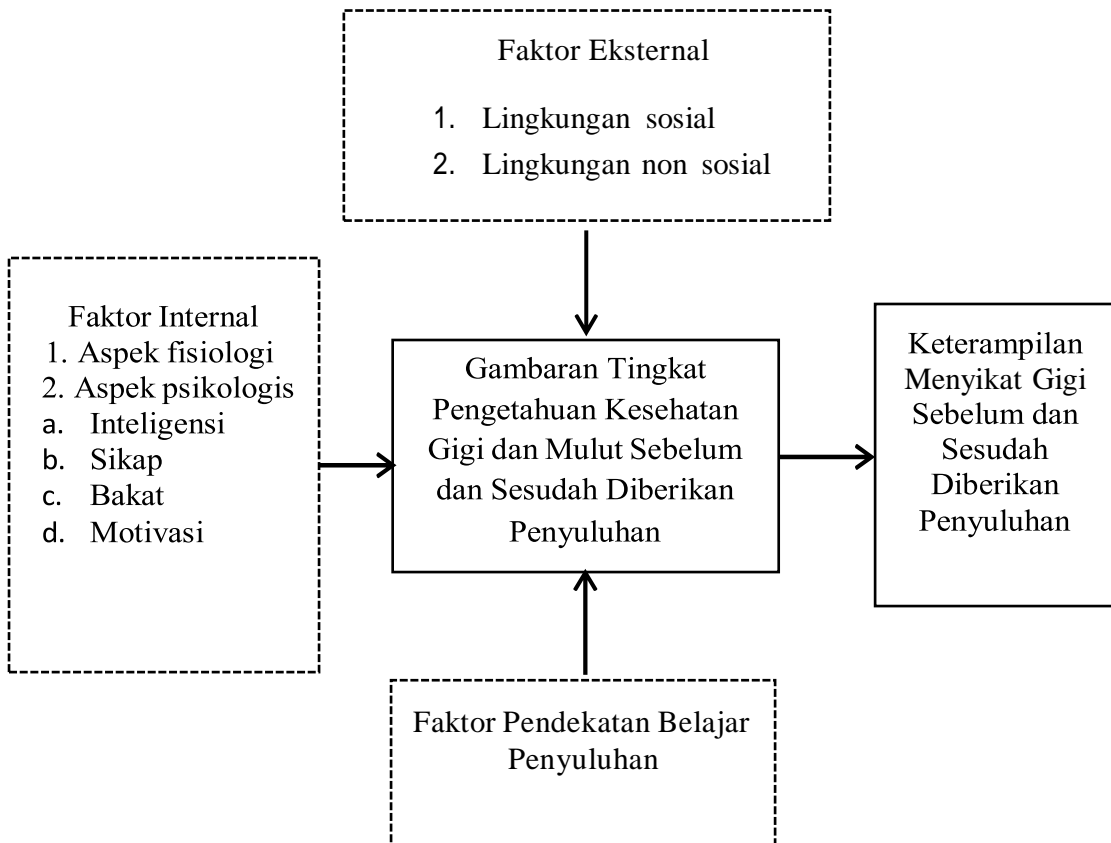 Faktor Eksternal
1. Lingkungan sosial
2. Lingkungan non sosial
Faktor Internal
1. Aspek fisiologi
2. Aspek psikologis
a. Inteligensi
b. Sikap
c. Bakat
d. Motivasi
Gambaran Tingkat
Pengetahuan Kesehatan
Gigi dan Mulut Sebelum
dan Sesudah Diberikan
Penyuluhan
Keterampilan
Menyikat Gigi
Sebelum dan
Sesudah
Diberikan
Penyuluhan
Faktor Pendekatan Belajar
Penyuluhan